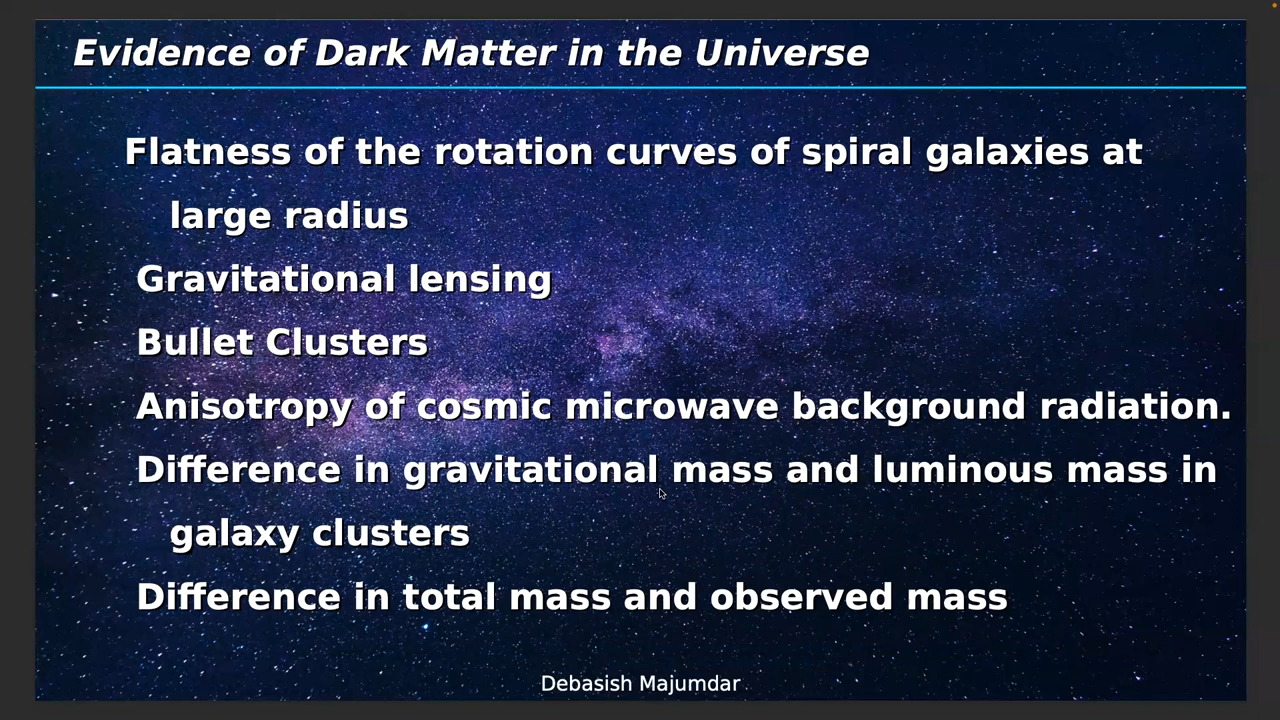 Evidence of Dark Matter in the Universe
Flatness of the rotation curves of spiral galaxies at
large radius
Gravitational lensing
Bullet Clusters
Anisotropy of cosmic microwave background radiation.
Difference in gravitational mass and luminous mass in
galaxy clusters
Difference in total mass and observed mass
Debasish Majumdar